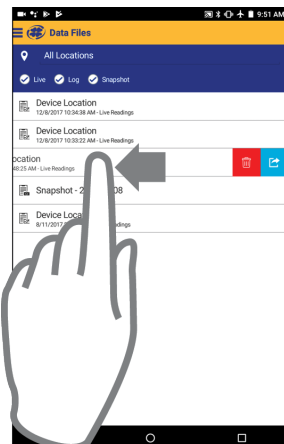 9:51 AM
Data Files
All Locations
Live Log Snapshot
Device Location
12/8/2017 10:34:38 AM - Live Readings
Device Location
12/8/2017 10:33:22 AM - Live Readings
ocation
48:25 AM - Live Readings
Snapshot - 2 08
Device Loca
8/11/2017 dings